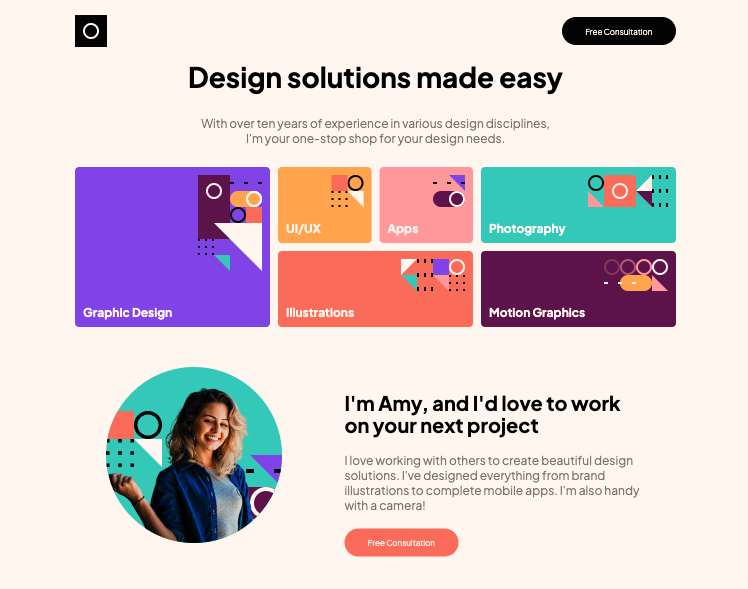 Free Consultation
Design solutions made easy
With over ten years of experience in various design disciplines,
I'm your one-stop shop for your design needs.
Graphic Design
UI/UX
Apps
Photography
Illustrations
Motion Graphics
I'm Amy, and I'd love to work
on your next project
I love working with others to create beautiful design
solutions. I've designed everything from brand
illustrations to complete mobile apps. I'm also handy
with a camera!
Free Consultation